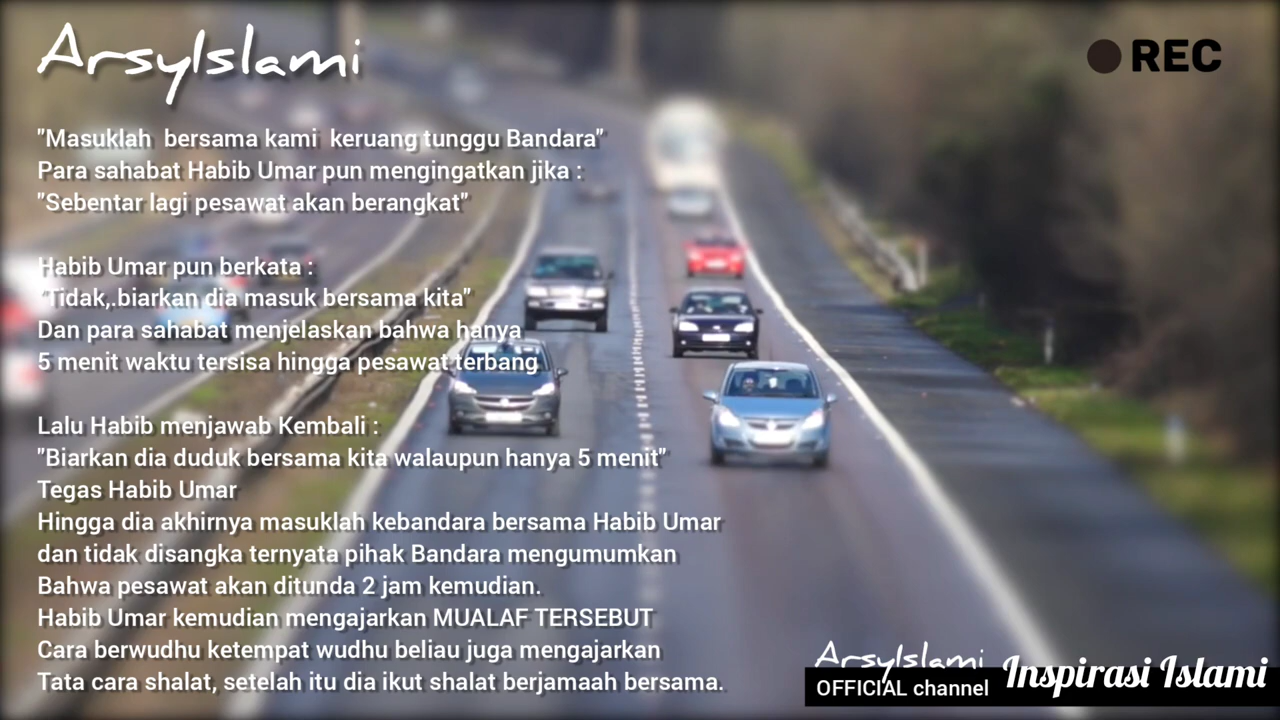 ArsyIslami
REC
"Masuklah bersama kami keruang tunggu Bandara"
Para sahabat Habib Umar pun mengingatkan jika :
"Sebentar lagi pesawat akan berangkat"
Habib Umar pun berkata :
"Tidak,.biarkan dia masuk bersama kita"
Dan para sahabat menjelaskan bahwa hanya
5 menit waktu tersisa hingga pesawat terbang
Lalu Habib menjawab Kembali :
"Biarkan dia duduk bersama kita walaupun hanya 5 menit"
Tegas Habib Umar
Hingga dia akhirnya masuklah kebandara bersama Habib Umar
dan tidak disangka ternyata pihak Bandara mengumumkan
Bahwa pesawat akan ditunda 2 jam kemudian.
Habib Umar kemudian mengajarkan MUALAF TERSEBUT
Cara berwudhu ketempat wudhu beliau juga mengajarkan
Tata cara shalat, setelah itu dia ikut shalat berjamaah bersama.
ArsyIslami
OFFICIAL channel
Inspirasi Islami